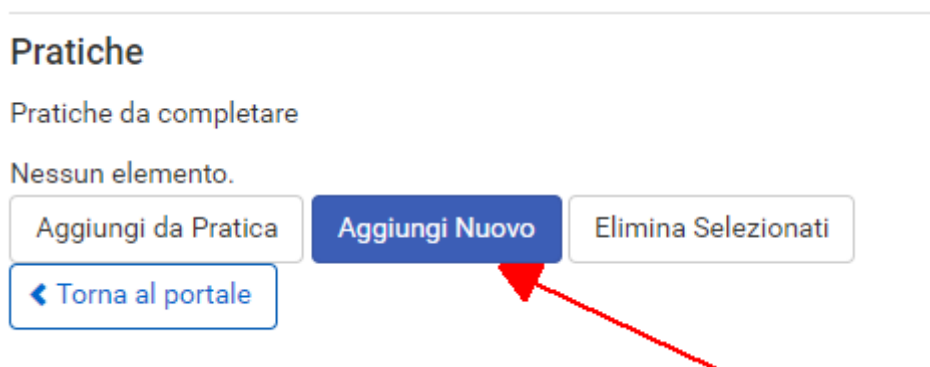 Pratiche
Pratiche da completare
Nessun elemento.
Aggiungi da Pratica Aggiungi Nuovo Elimina Selezionati
Torna al portale